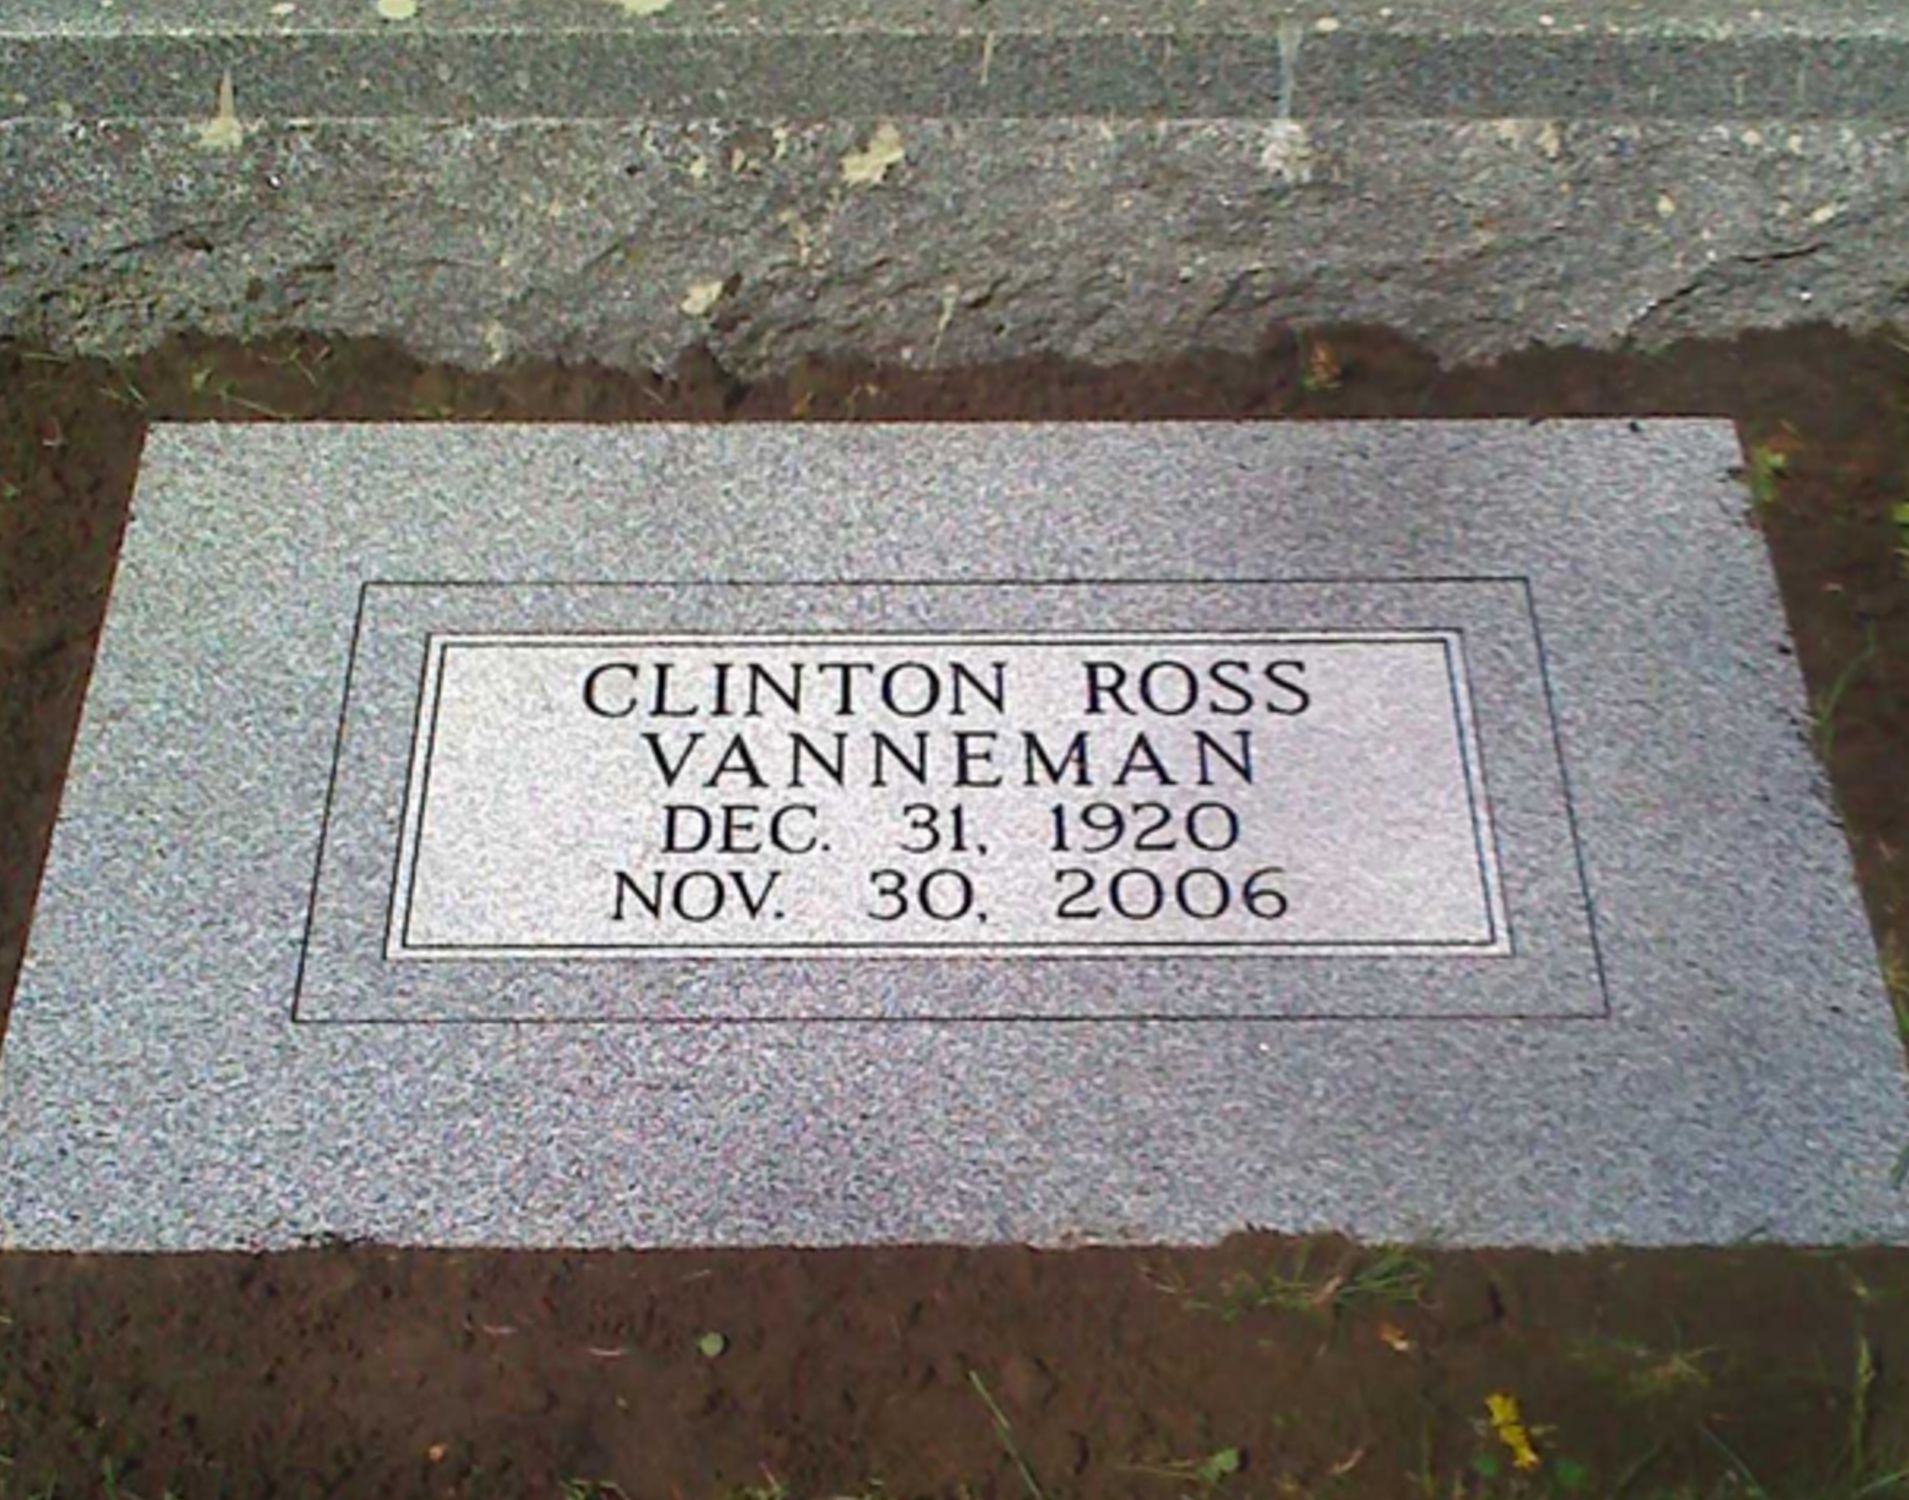 CLINTON ROSS
VANNEMAN
DEC. 31, 1920
NOV. 30, 2006